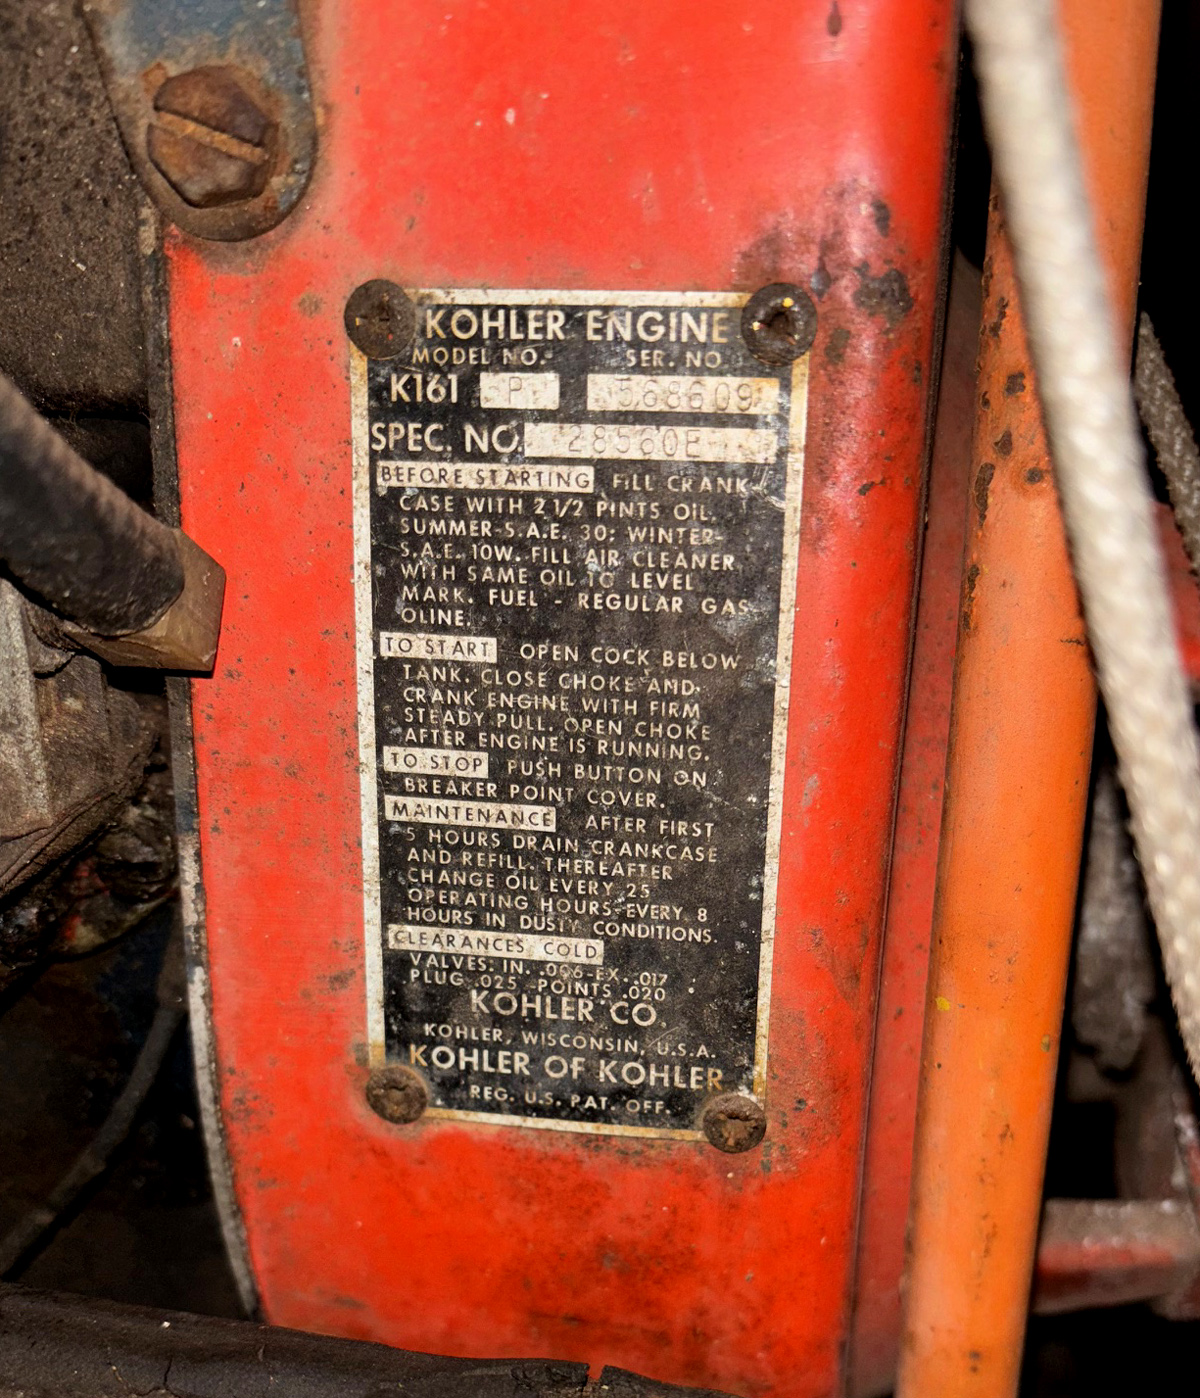 KOHLER ENGINE
MODEL NO. SER. NO.
K161 P 568609
SPEC. NO. 28560E
BEFORE STARTING FILL CRANK-
CASE WITH 2 1/2 PINTS OIL.
SUMMER-S.A.E. 30: WINTER-
S.A.E. 10W. FILL AIR CLEANER
WITH SAME OIL TO LEVEL
MARK. FUEL - REGULAR GAS-
OLINE.
TO START OPEN COCK BELOW
TANK. CLOSE CHOKE AND
CRANK ENGINE WITH FIRM
STEADY PULL. OPEN CHOKE
AFTER ENGINE IS RUNNING.
TO STOP PUSH BUTTON ON
BREAKER POINT COVER.
MAINTENANCE AFTER FIRST
5 HOURS DRAIN CRANKCASE
AND REFILL. THEREAFTER
CHANGE OIL EVERY 25
OPERATING HOURS-EVERY 8
HOURS IN DUSTY CONDITIONS.
CLEARANCES COLD
VALVES. IN. .006-EX. .017
PLUG .025 -POINTS .020
KOHLER CO.
KOHLER, WISCONSIN, U.S.A.
KOHLER OF KOHLER
REG. U.S. PAT. OFF.